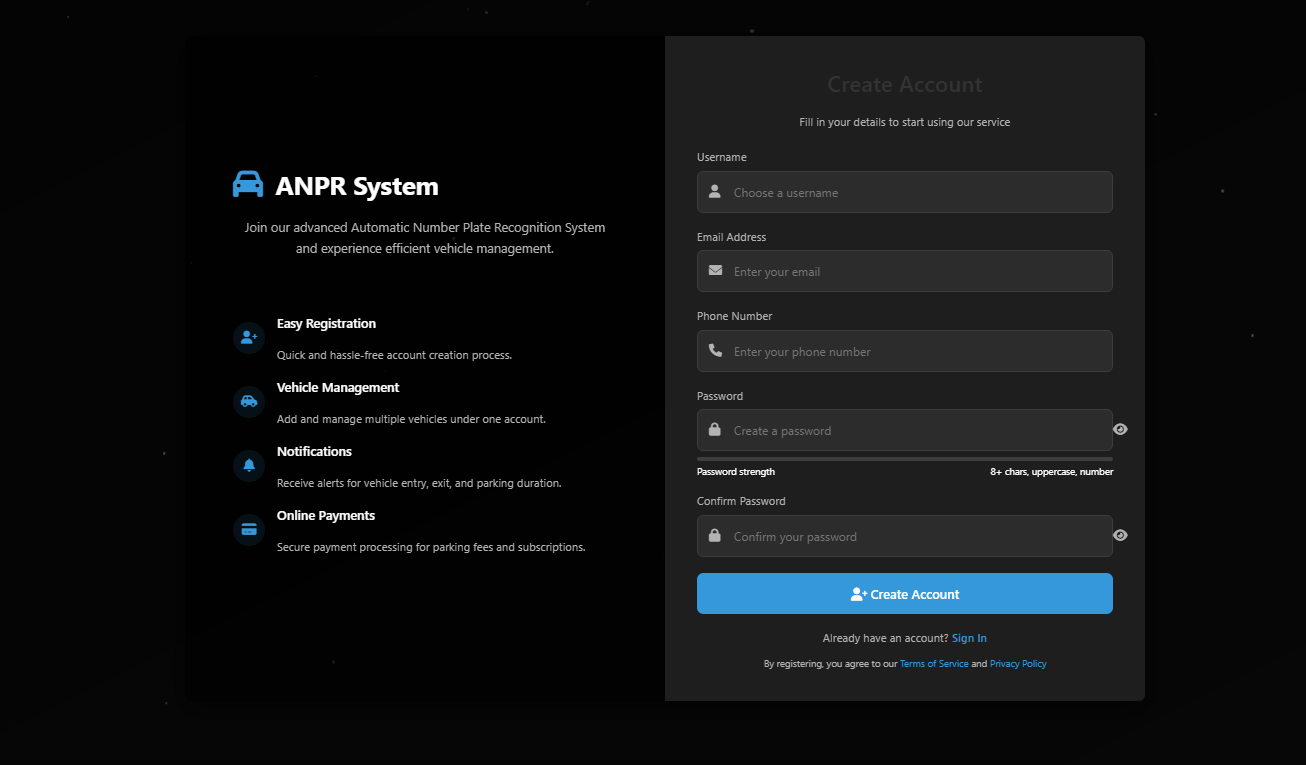 ANPR System
Join our advanced Automatic Number Plate Recognition System
and experience efficient vehicle management.
Easy Registration
Quick and hassle-free account creation process.
Vehicle Management
Add and manage multiple vehicles under one account.
Notifications
Receive alerts for vehicle entry, exit, and parking duration.
Online Payments
Secure payment processing for parking fees and subscriptions.
Create Account
Fill in your details to start using our service
Username
Choose a username
Email Address
Enter your email
Phone Number
Enter your phone number
Password
Create a password
Password strength 8+ chars, uppercase, number
Confirm Password
Confirm your password
Create Account
Already have an account? Sign In
By registering, you agree to our Terms of Service and Privacy Policy